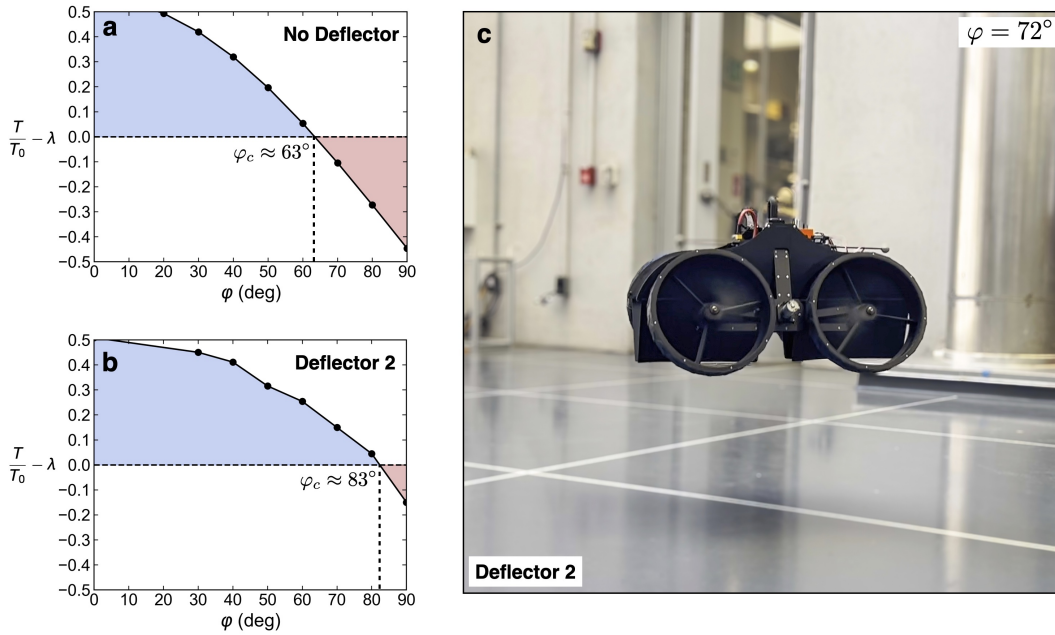 a
No Deflector
0.5
0.4
0.3
0.2
0.1
0.0
−0.1
−0.2
−0.3
−0.4
−0.5
T/T₀ − λ
φc ≈ 63°
0 10 20 30 40 50 60 70 80 90
φ (deg)
b
Deflector 2
0.5
0.4
0.3
0.2
0.1
0.0
−0.1
−0.2
−0.3
−0.4
−0.5
T/T₀ − λ
φc ≈ 83°
0 10 20 30 40 50 60 70 80 90
φ (deg)
c
φ = 72°
Deflector 2